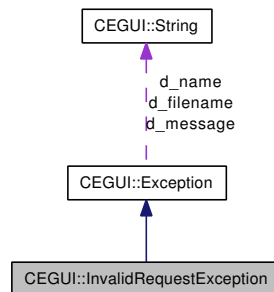 CEGUI::String
d_name
d_filename
d_message
CEGUI::Exception
CEGUI::InvalidRequestException